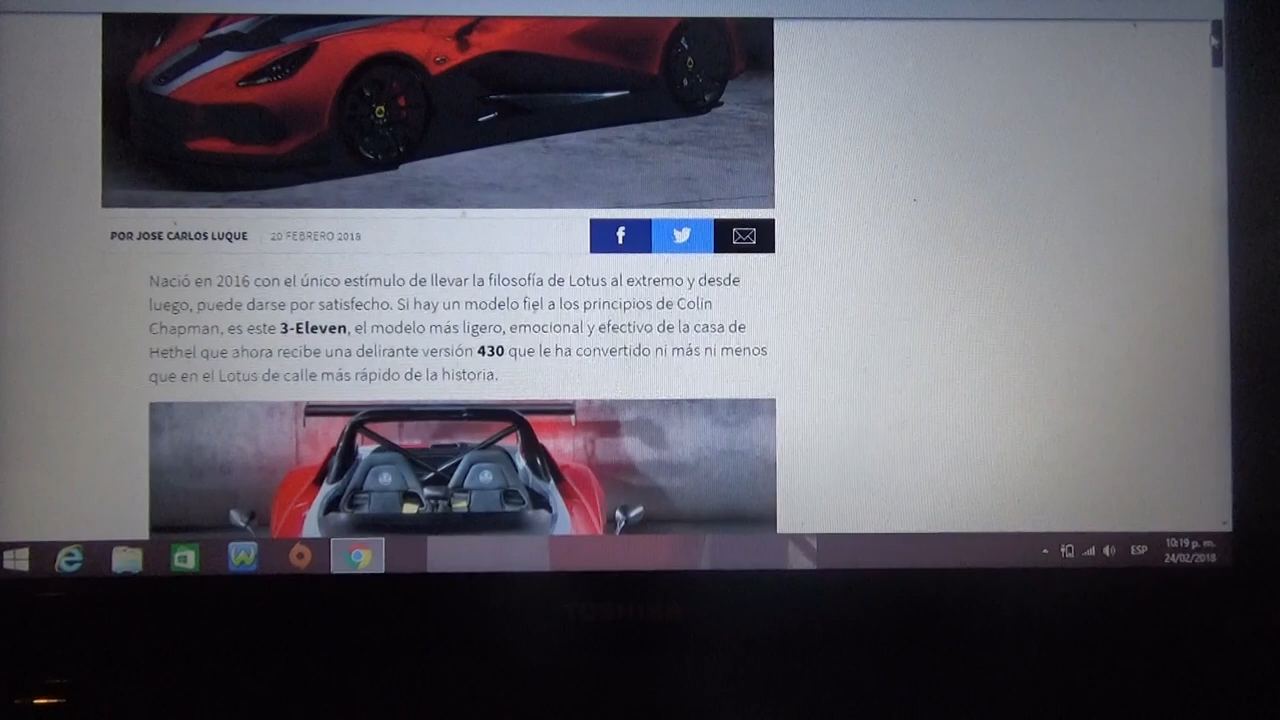 POR JOSE CARLOS LUQUE
20 FEBRERO 2018
Nació en 2016 con el único estímulo de llevar la filosofía de Lotus al extremo y desde
luego, puede darse por satisfecho. Si hay un modelo fiel a los principios de Colin
Chapman, es este 3-Eleven, el modelo más ligero, emocional y efectivo de la casa de
Hethel que ahora recibe una delirante versión 430 que le ha convertido ni más ni menos
que en el Lotus de calle más rápido de la historia.
ESP
10:19 p. m.
24/02/2018
TOSHIBA